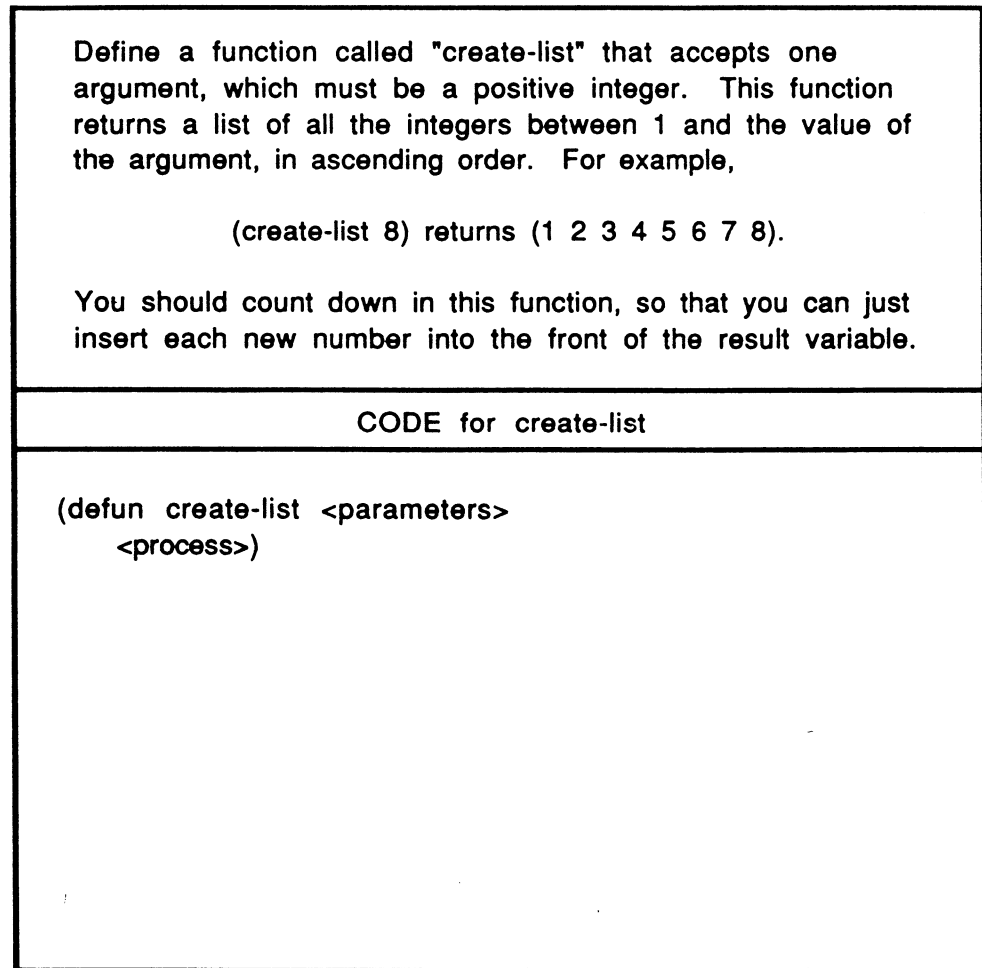 Define a function called "create-list" that accepts one
argument, which must be a positive integer. This function
returns a list of all the integers between 1 and the value of
the argument, in ascending order. For example,
(create-list 8) returns (1 2 3 4 5 6 7 8).
You should count down in this function, so that you can just
insert each new number into the front of the result variable.
CODE for create-list
(defun create-list <parameters>
<process>)